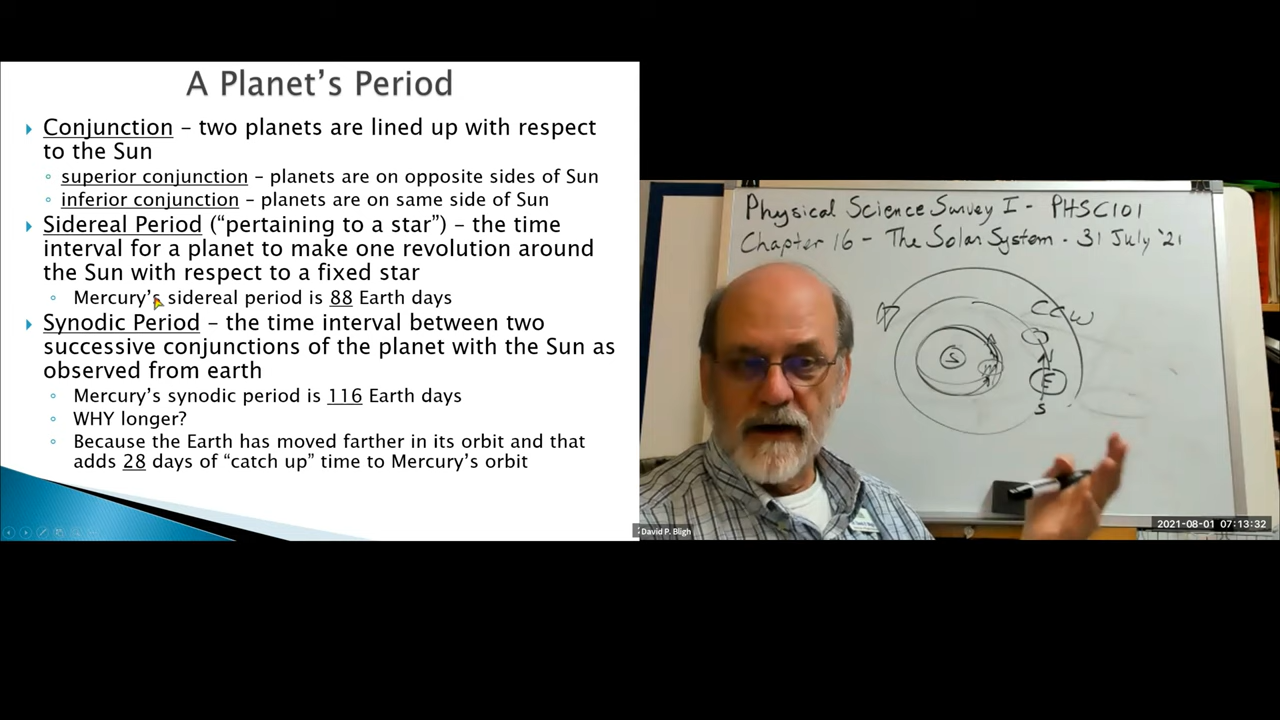 A Planet's Period
Conjunction – two planets are lined up with respect
to the Sun
superior conjunction – planets are on opposite sides of Sun
inferior conjunction – planets are on same side of Sun
Sidereal Period ("pertaining to a star") – the time
interval for a planet to make one revolution around
the Sun with respect to a fixed star
Mercury's sidereal period is 88 Earth days
Synodic Period – the time interval between two
successive conjunctions of the planet with the Sun as
observed from earth
Mercury's synodic period is 116 Earth days
WHY longer?
Because the Earth has moved farther in its orbit and that
adds 28 days of "catch up" time to Mercury's orbit
Physical Science Survey I - PHSC101
Chapter 16 - The Solar System - 31 July '21
CCW
S
E
S
David P. Bligh
2021-08-01 07:13:32